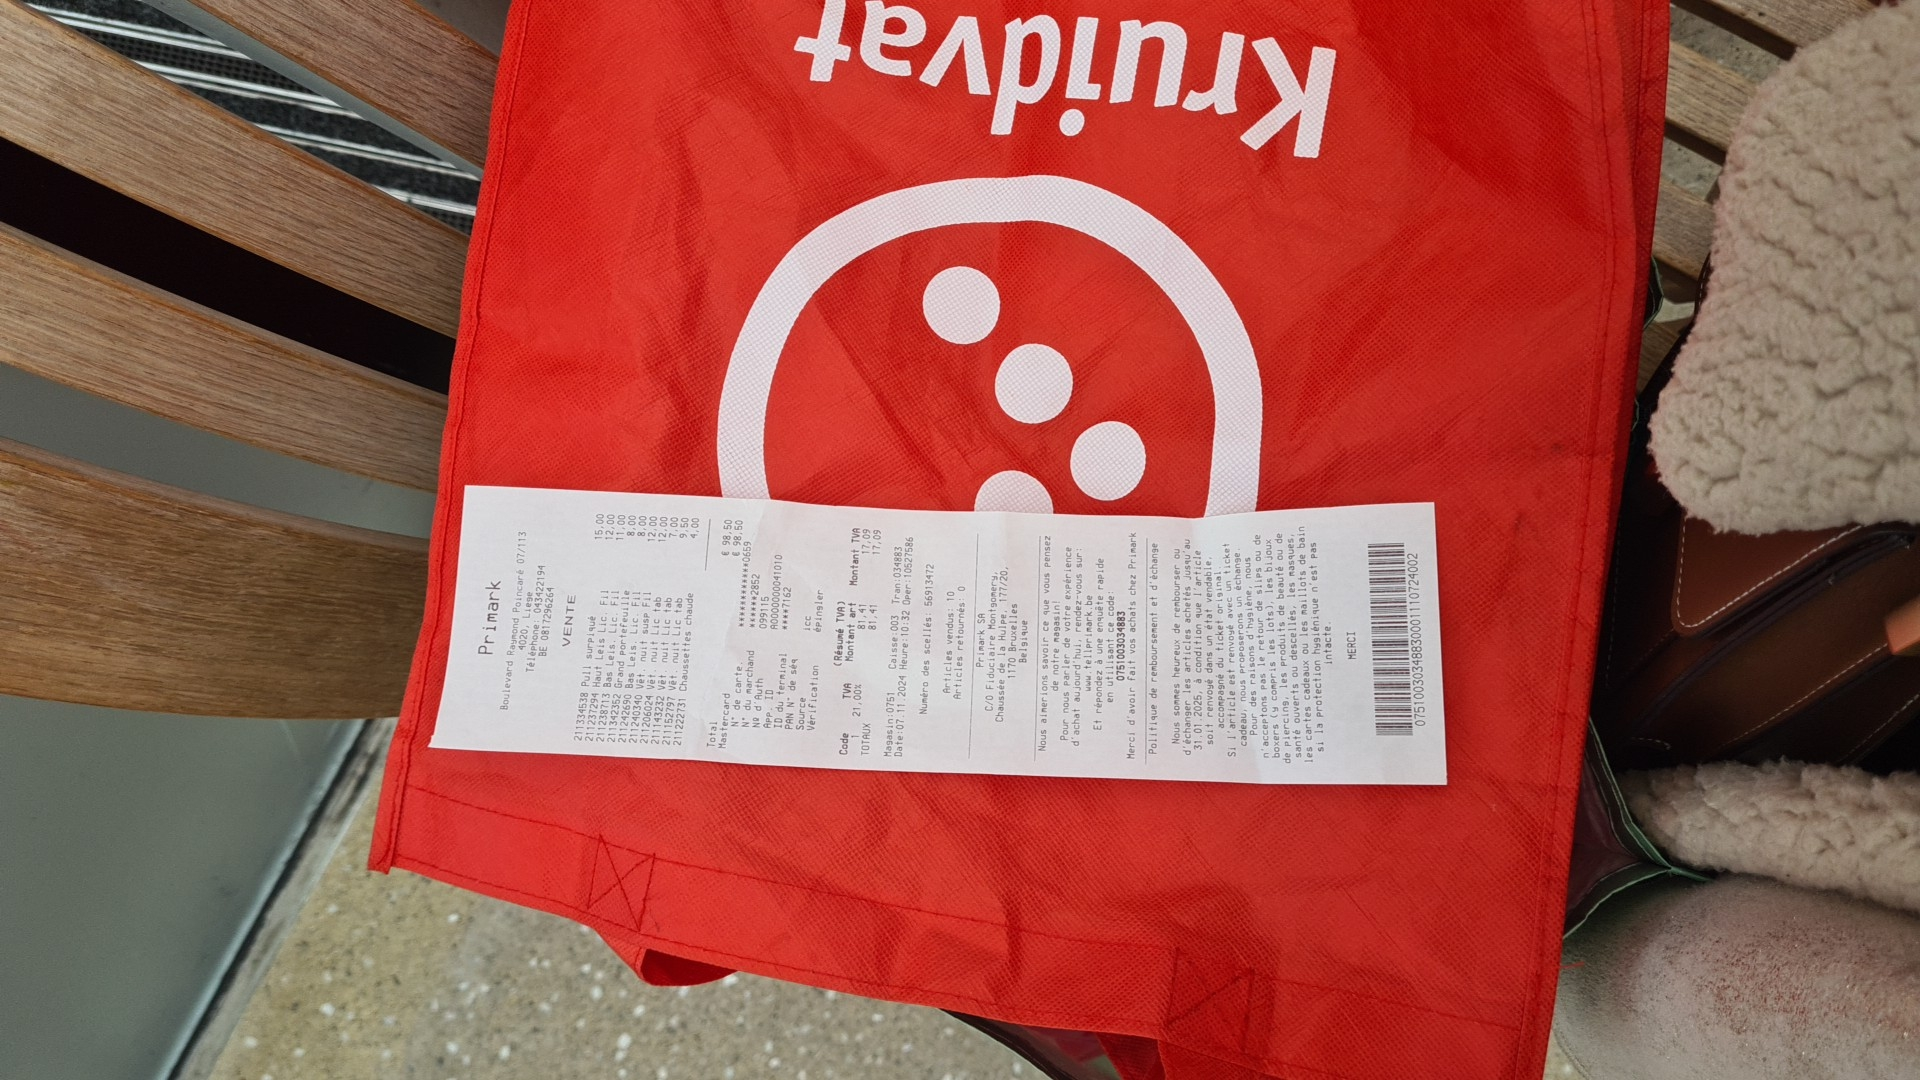 Kruidvat
Primark
Boulevard Raymond Poincaré 07/113
4020, Liege
Téléphone: 043422194
BE 0817296264
VENTE
211334538 Pull surpiqué 15,00
211237294 Haut Leis Lic Fil 12,00
211238713 Bas Leis Lic Fil 11,00
Grand Portefeuille 8,00
Bas Leis Lic Fil 8,00
211206024 Vêt. nuit susp Fil 12,00
211143232 Vêt. nuit Lic tab 12,00
211152797 Vêt. nuit Lic tab 7,00
211222731 Chaussettes chaude 9,50
4,00
Total € 98,50
Mastercard € 98,50
N° de carte ************0659
N° du marchand ******2852
Nº d'Auth 099115
App. ID A0000000041010
ID du terminal ****7162
PAN N° de séq
Source icc
Vérification épingler
(Résumé TVA)
Code TVA Montant art Montant TVA
1 21,00% 81,41 17,09
TOTAUX 81,41 17,09
Magasin:0751 Caisse:003 Tran:034883
Date:07.11.2024 Heure:10:32 Oper:10527586
Numéro des scellés 56913472
Articles vendus: 10
Articles retournés: 0
Primark SA
C/O Fiduciaire Montgomery,
Chaussée de la Hulpe, 177/20,
1170 Bruxelles
Belgique
Nous aimerions savoir ce que vous pensez
de notre magasin!
Pour nous parler de votre expérience
d'achat aujourd'hui, rendez-vous sur:
www.tellprimark.be
Et répondez à une enquête rapide
en utilisant ce code:
075100303488​3
Merci d'avoir fait vos achats chez Primark
Politique de remboursement et d'échange
Nous sommes heureux de rembourser ou
d'échanger les articles achetés jusqu'au
31.01.2025, à condition que l'article
soit renvoyé dans un état vendable,
accompagné du ticket original.
Si l'article est renvoyé avec un ticket
cadeau, nous proposerons un échange.
Pour des raisons d'hygiène, nous
n'acceptons pas le retour de slips ou de
boxers (y compris les lots), les bijoux
de piercing, les produits de beauté ou de
santé ouverts ou descellés, les masques,
les cartes cadeaux ou les maillots de bain
si la protection hygiénique n'est pas
intacte.
MERCI
07510030348830001110724002